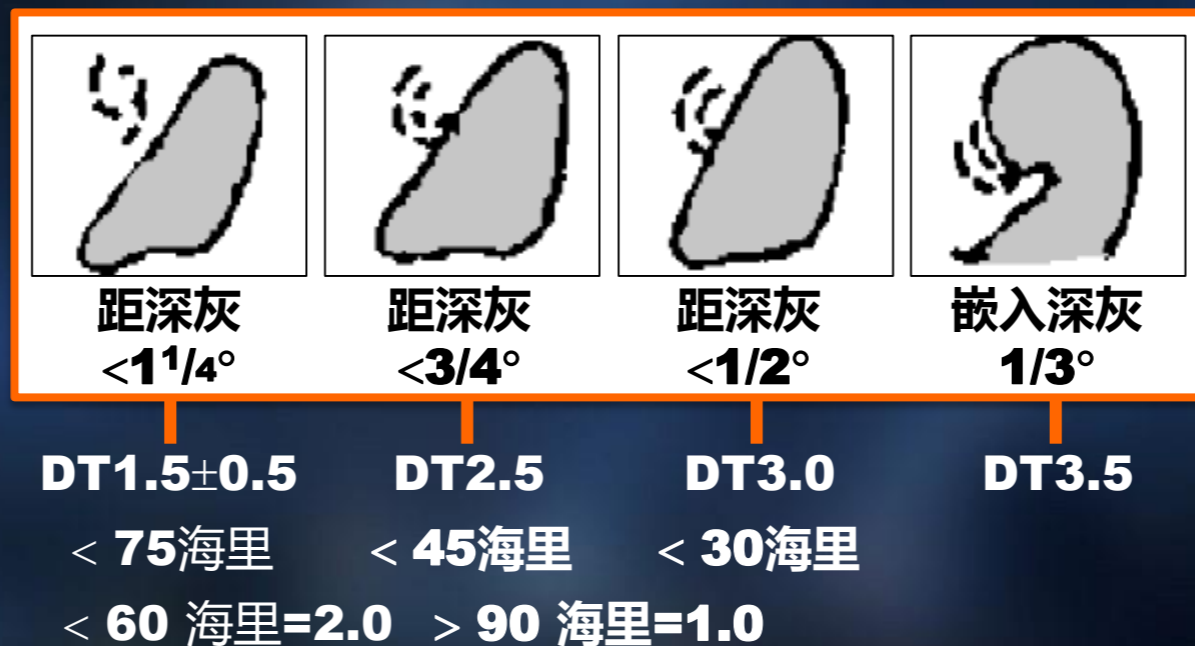 距深灰 距深灰 距深灰 嵌入深灰
<1¹/4° <3/4° <1/2° 1/3°
DT1.5±0.5 DT2.5 DT3.0 DT3.5
< 75海里 < 45海里 < 30海里
< 60 海里=2.0 > 90 海里=1.0